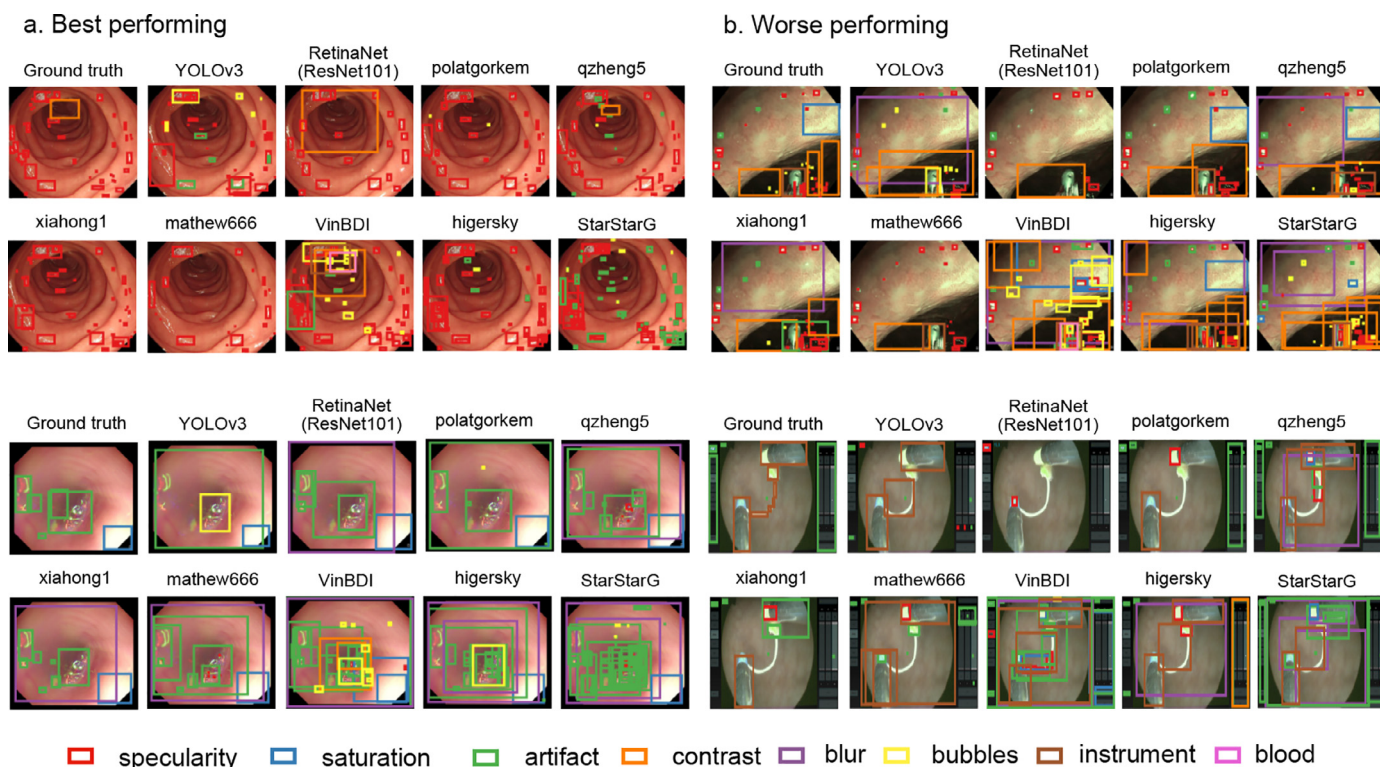 a. Best performing
b. Worse performing
Ground truth
YOLOv3
RetinaNet
(ResNet101)
polatgorkem
qzheng5
Ground truth
YOLOv3
RetinaNet
(ResNet101)
polatgorkem
qzheng5
xiahong1
mathew666
VinBDI
higersky
StarStarG
xiahong1
mathew666
VinBDI
higersky
StarStarG
Ground truth
YOLOv3
RetinaNet
(ResNet101)
polatgorkem
qzheng5
Ground truth
YOLOv3
RetinaNet
(ResNet101)
polatgorkem
qzheng5
xiahong1
mathew666
VinBDI
higersky
StarStarG
xiahong1
mathew666
VinBDI
higersky
StarStarG
specularity
saturation
artifact
contrast
blur
bubbles
instrument
blood